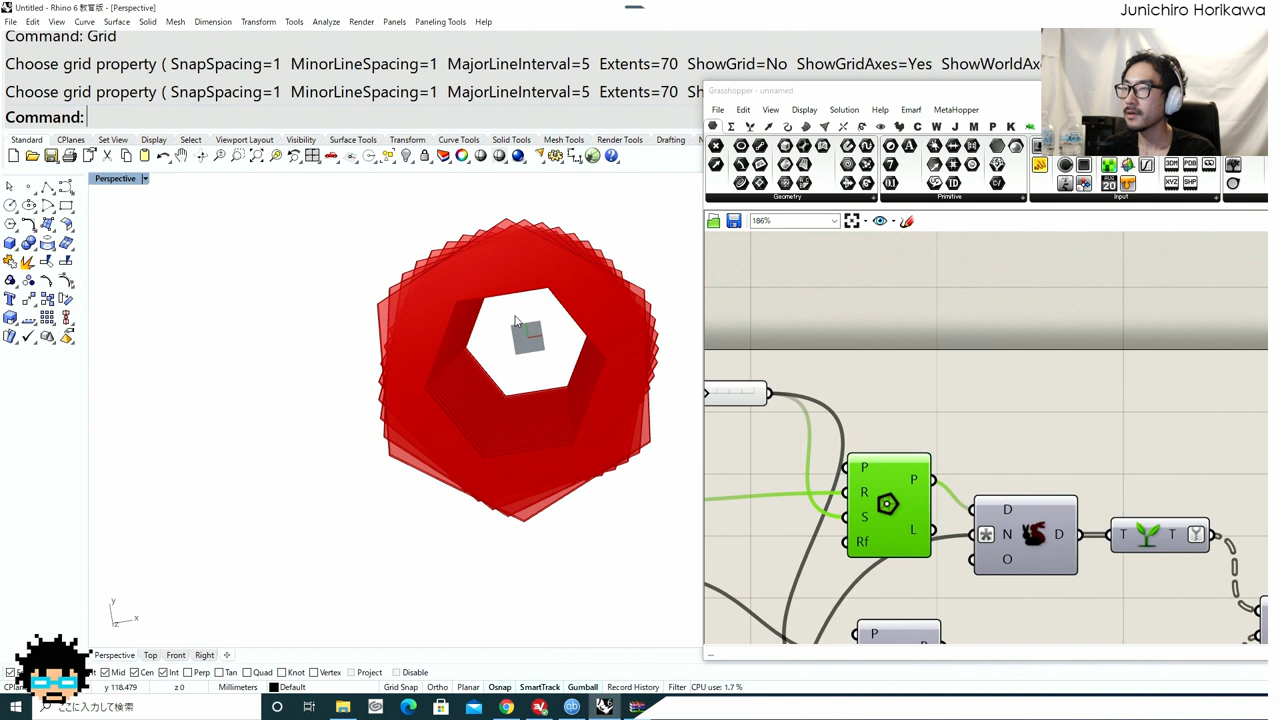 Untitled - Rhino 6 教育版 - [Perspective]
Junichiro Horikawa
File Edit View Curve Surface Solid Mesh Dimension Transform Tools Analyze Render Panels Paneling Tools Help
Command: Grid
Choose grid property ( SnapSpacing=1 MinorLineSpacing=1 MajorLineInterval=5 Extents=70 ShowGrid=No ShowGridAxes=Yes ShowWorldAxe
Choose grid property ( SnapSpacing=1 MinorLineSpacing=1 MajorLineInterval=5 Extents=70 Sh
Command:
Standard CPlanes Set View Display Select Viewport Layout Visibility Transform Curve Tools Surface Tools Solid Tools Mesh Tools Render Tools Drafting
Perspective
Grasshopper - unnamed
File Edit View Display Solution Help Emarf MetaHopper
C W J M P K
Geometry Primitive Input
186%
P
R
S
Rf
P
L
D
N
O
D
T T
P
y
x
z
Perspective Top Front Right
Mid Cen Int Perp Tan Quad Knot Vertex Project Disable
CPlane y 118.479 z 0 Millimeters Default Grid Snap Ortho Planar Osnap SmartTrack Gumball Record History Filter CPU use: 1.7 %
ここに入力して検索